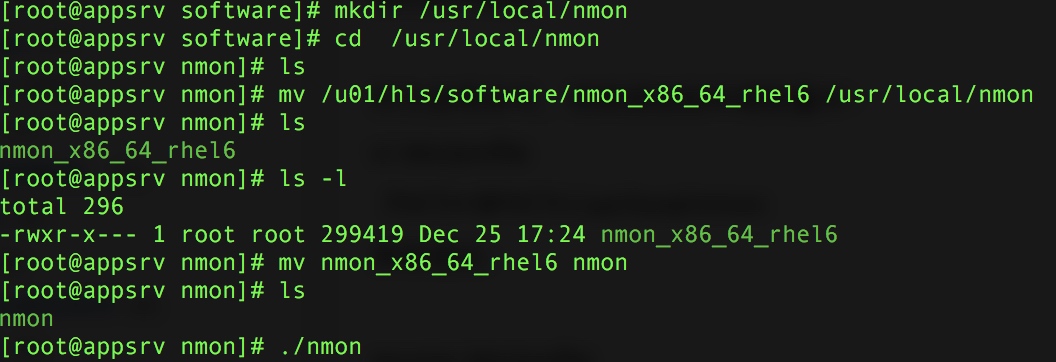 [root@appsrv software]# mkdir /usr/local/nmon
[root@appsrv software]# cd  /usr/local/nmon
[root@appsrv nmon]# ls
[root@appsrv nmon]# mv /u01/hls/software/nmon_x86_64_rhel6 /usr/local/nmon
[root@appsrv nmon]# ls
nmon_x86_64_rhel6
[root@appsrv nmon]# ls -l
total 296
-rwxr-x--- 1 root root 299419 Dec 25 17:24 nmon_x86_64_rhel6
[root@appsrv nmon]# mv nmon_x86_64_rhel6 nmon
[root@appsrv nmon]# ls
nmon
[root@appsrv nmon]# ./nmon